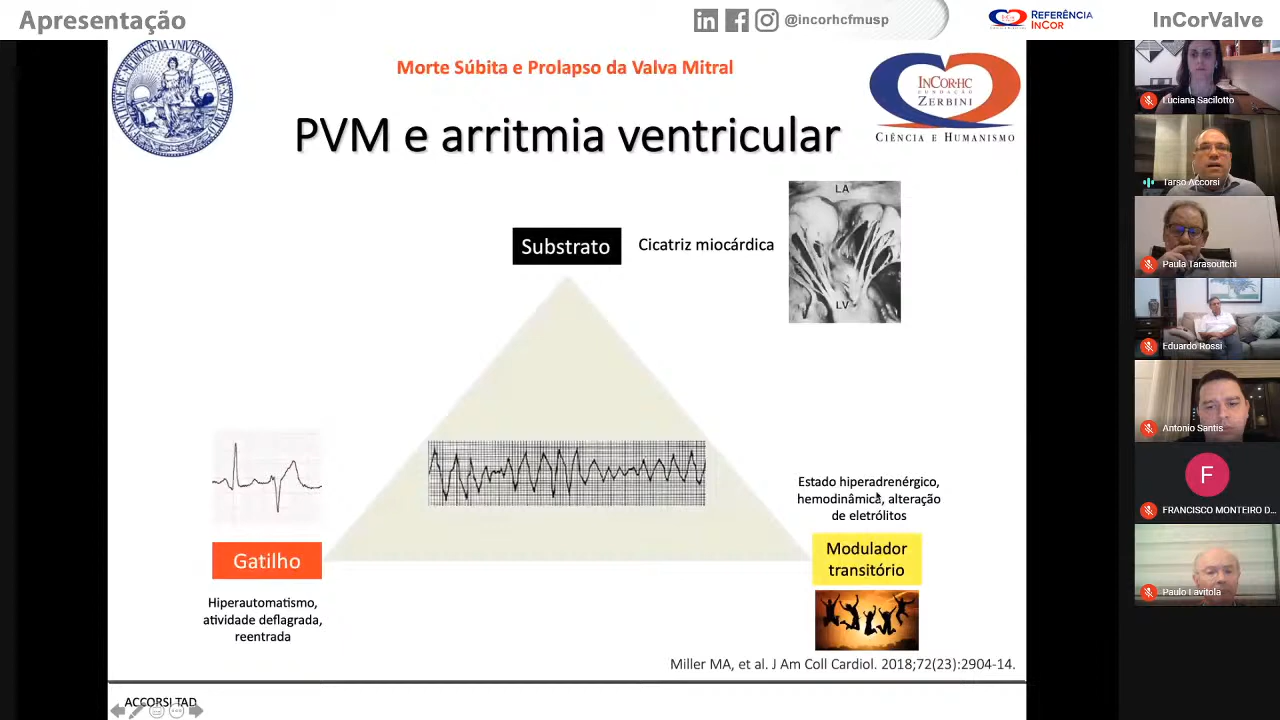 Apresentação
@incorhcfmusp
REFERÊNCIA
INCOR
InCorValve
Morte Súbita e Prolapso da Valva Mitral
PVM e arritmia ventricular
INCOR·HC
FUNDAÇÃO
ZERBINI
CIÊNCIA E HUMANISMO
Substrato
Cicatriz miocárdica
LA
LV
Estado hiperadrenérgico,
hemodinâmica, alteração
de eletrólitos
Modulador
transitório
Gatilho
Hiperautomatismo,
atividade deflagrada,
reentrada
Miller MA, et al. J Am Coll Cardiol. 2018;72(23):2904-14.
ACCORSI TAD
Luciana Sacilotto
Tarso Accorsi
Paula Tarasoutchi
Eduardo Rossi
Antonio Santis
F
FRANCISCO MONTEIRO D...
Paulo Lavitola